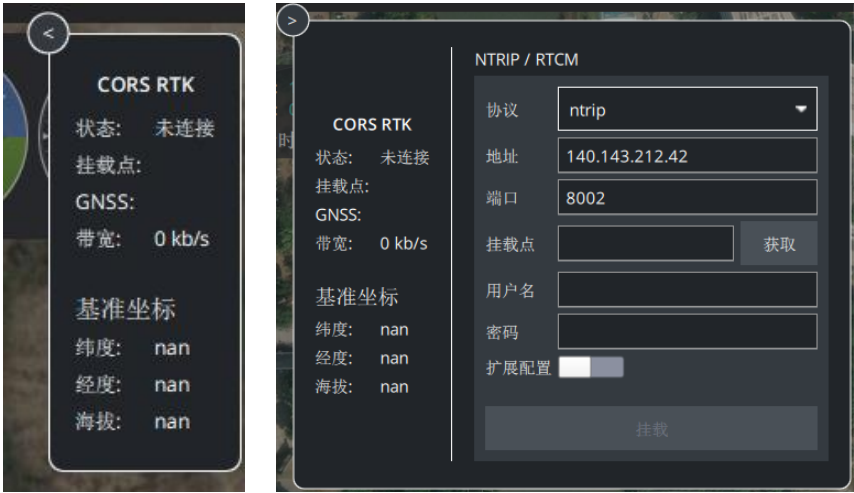 <
CORS RTK
状态: 未连接
挂载点:
GNSS:
带宽: 0 kb/s
基准坐标
纬度: nan
经度: nan
海拔: nan
>
时
CORS RTK
状态: 未连接
挂载点:
GNSS:
带宽: 0 kb/s
基准坐标
纬度: nan
经度: nan
海拔: nan
NTRIP / RTCM
协议 ntrip
地址 140.143.212.42
端口 8002
挂载点 获取
用户名
密码
扩展配置
挂载